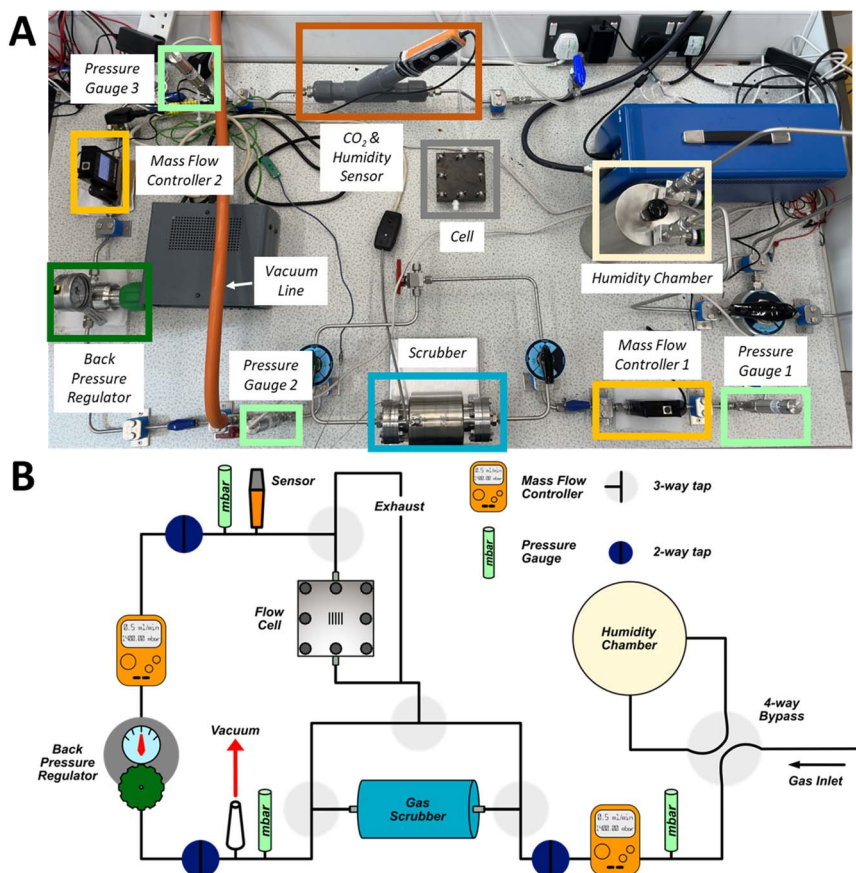 A
Pressure
Gauge 3
Mass Flow
Controller 2
CO₂ &
Humidity
Sensor
Cell
Humidity Chamber
Vacuum
Line
Back
Pressure
Regulator
Pressure
Gauge 2
Scrubber
Mass Flow
Controller 1
Pressure
Gauge 1
B
mbar
Sensor
Exhaust
Mass Flow
Controller
0.5 ml/min
1400.00 mbar
3-way tap
mbar
Pressure
Gauge
2-way tap
Flow
Cell
Humidity
Chamber
0.5 ml/min
1400.00 mbar
4-way
Bypass
Vacuum
Back
Pressure
Regulator
Gas Inlet
mbar
Gas
Scrubber
0.5 ml/min
1400.00 mbar
mbar